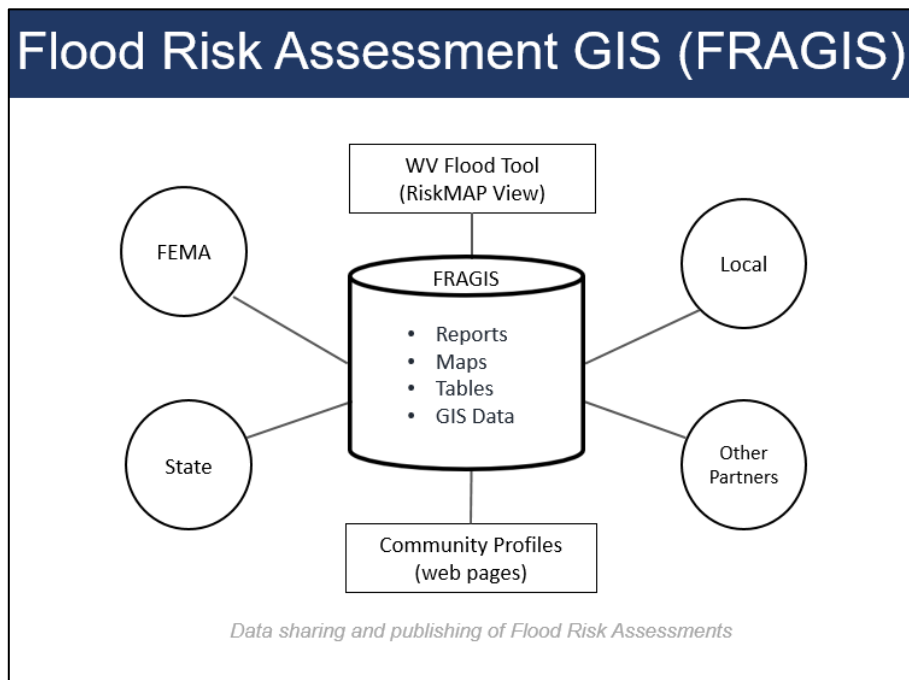 Flood Risk Assessment GIS (FRAGIS)
WV Flood Tool
(RiskMAP View)
FEMA
Local
FRAGIS
• Reports
• Maps
• Tables
• GIS Data
State
Other
Partners
Community Profiles
(web pages)
Data sharing and publishing of Flood Risk Assessments